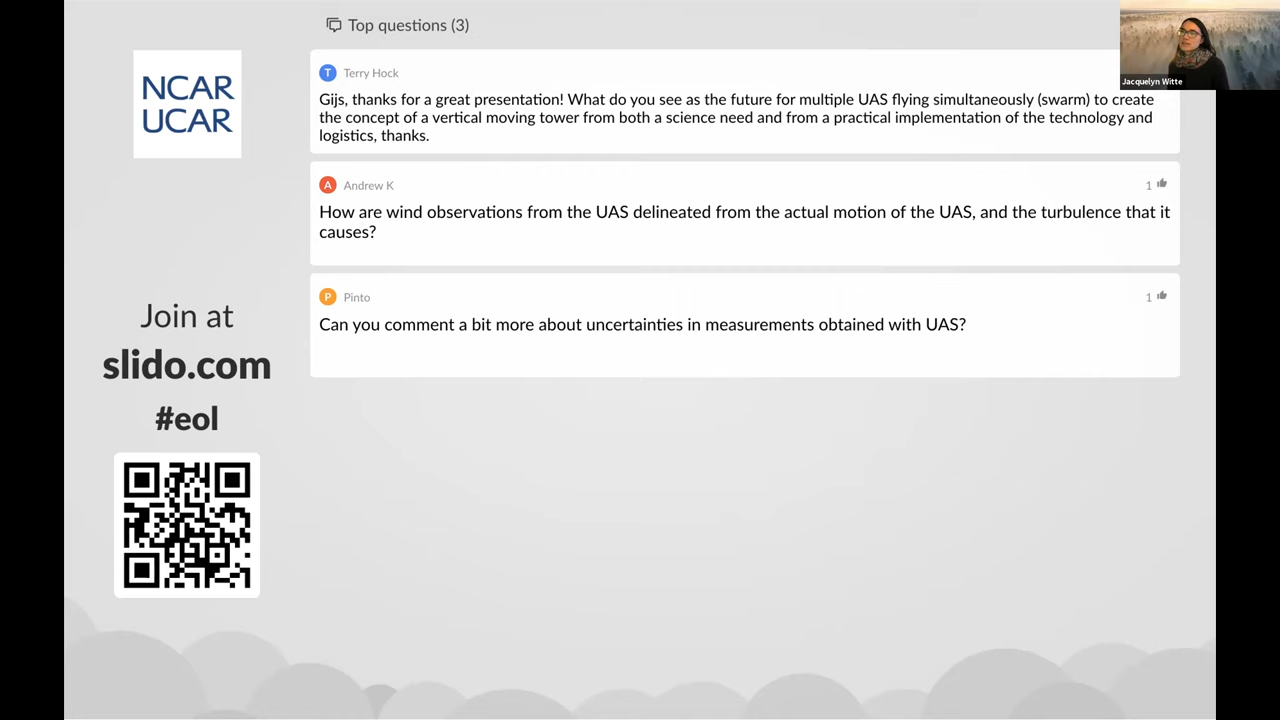 Top questions (3)
Jacquelyn Witte
NCAR
UCAR
T Terry Hock
Gijs, thanks for a great presentation! What do you see as the future for multiple UAS flying simultaneously (swarm) to create
the concept of a vertical moving tower from both a science need and from a practical implementation of the technology and
logistics, thanks.
A Andrew K 1
How are wind observations from the UAS delineated from the actual motion of the UAS, and the turbulence that it
causes?
P Pinto 1
Can you comment a bit more about uncertainties in measurements obtained with UAS?
Join at
slido.com
#eol